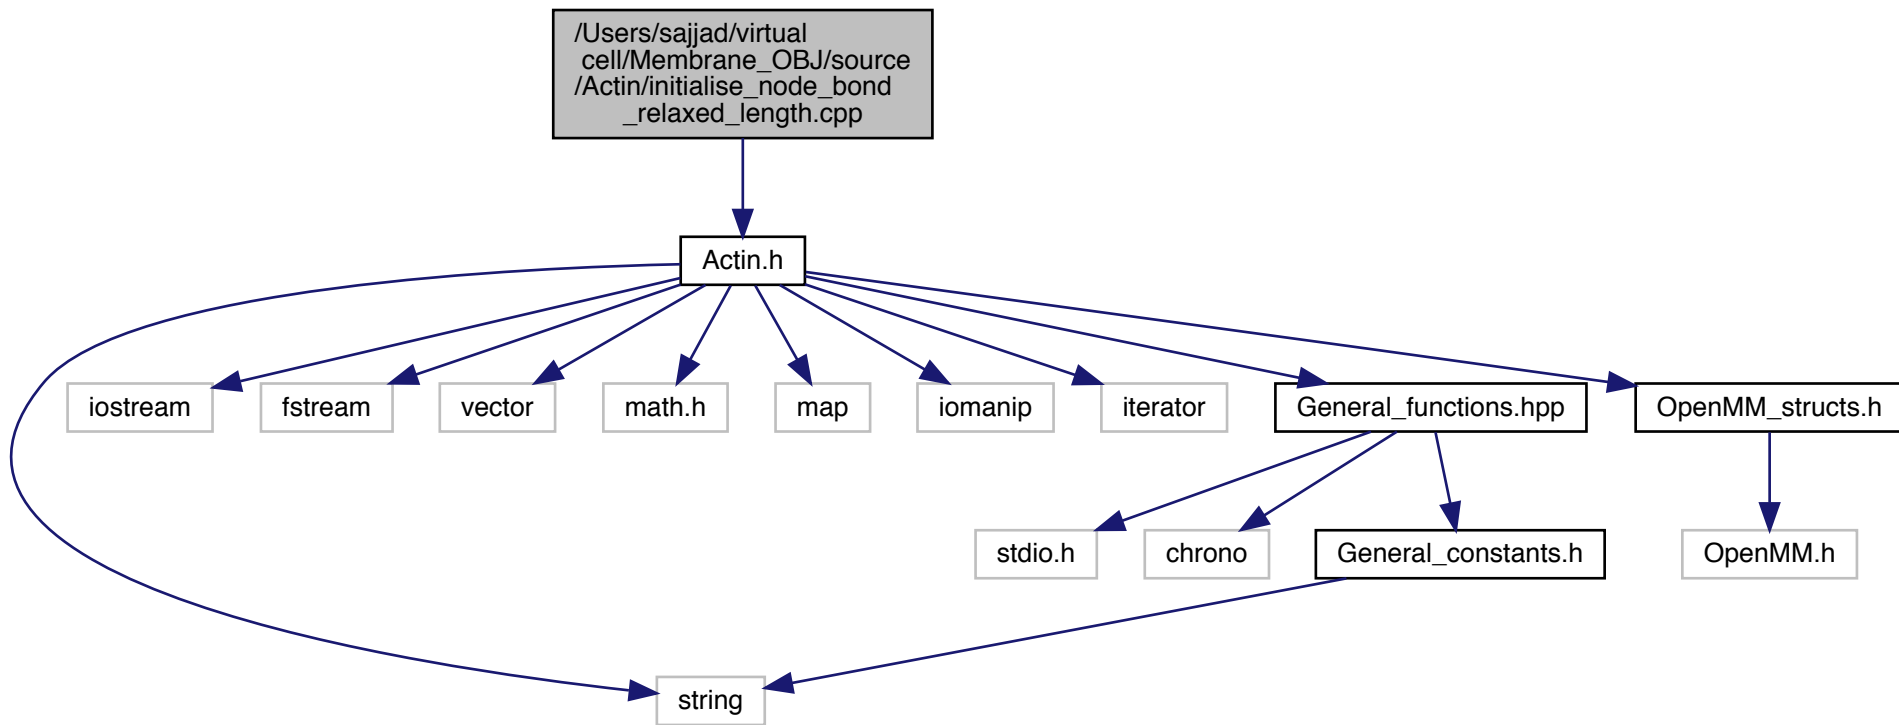 /Users/sajjad/virtual
cell/Membrane_OBJ/source
/Actin/initialise_node_bond
_relaxed_length.cpp
Actin.h
iostream
fstream
vector
math.h
map
iomanip
iterator
General_functions.hpp
OpenMM_structs.h
stdio.h
chrono
General_constants.h
OpenMM.h
string